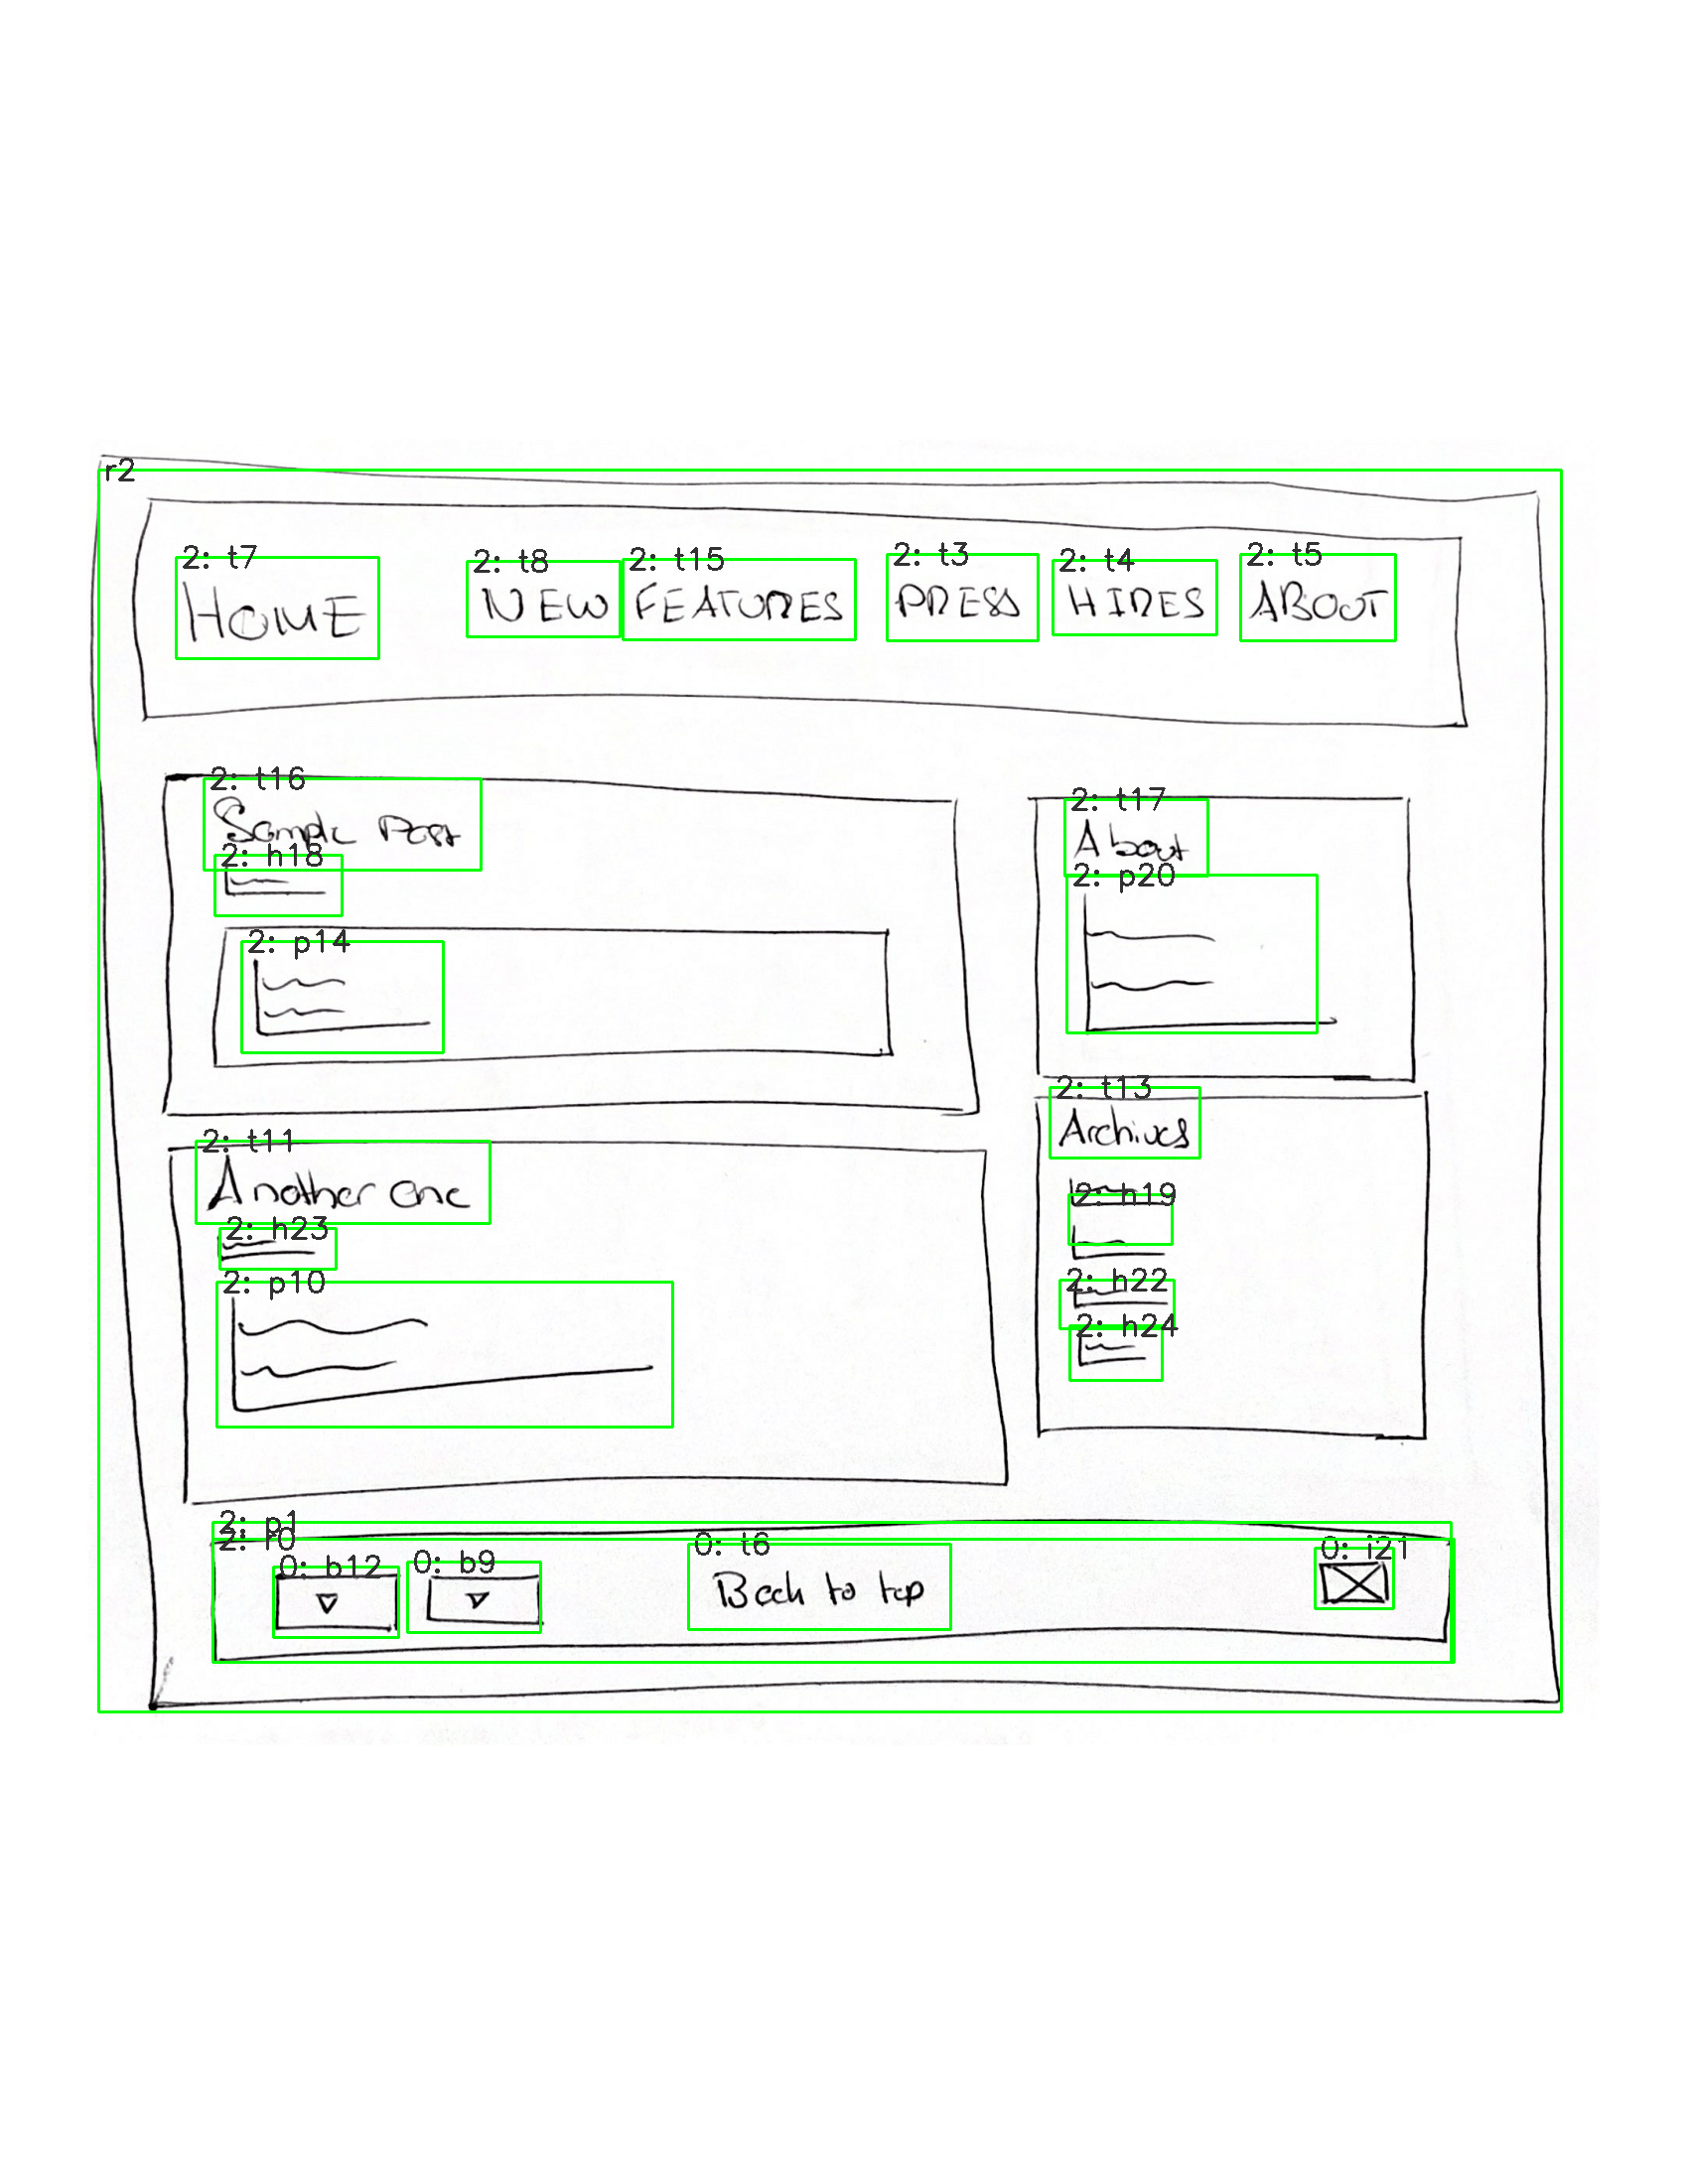 r2
2: t7 2: t8 2: t15 2: t3 2: t4 2: t5
HOME NEW FEATURES PRESS HIRES ABOUT
2: t16
Sample Post
2: h18
2: p14
2: t17
About
2: p20
2: t11
Another one
2: h23
2: p10
2: t13
Archives
2: h19
2: h22
2: h24
2: p1
2: r0
0: b12 0: b9 0: t6 0: i21
Back to top